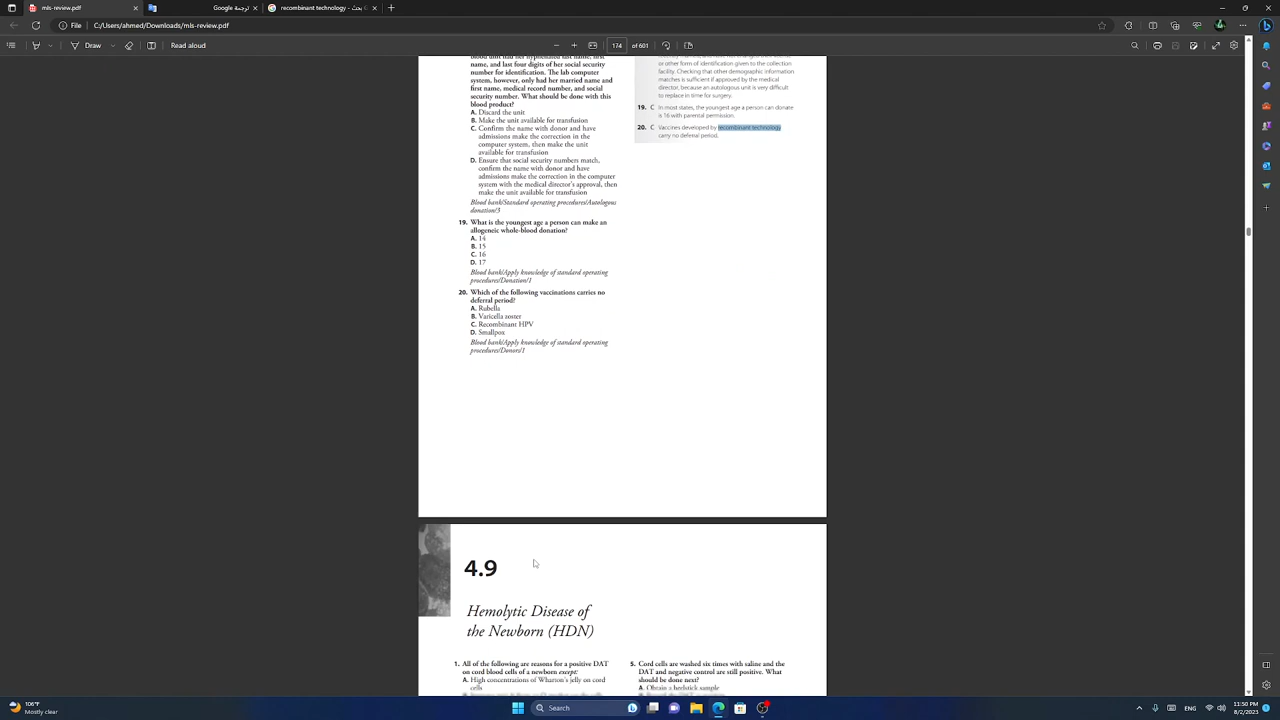 Google
recombinant technology
review.pdf
File
/Downloads/Movies/review.pdf
Draw
Read aloud
174 of 601
blood unit had her hyphenated last name, first
name, and last four digits of her social security
number for identification. The lab computer
system, however, only had her married name and
first name, medical record number, and social
security number. What should be done with this
blood product?
A. Discard the unit
B. Make the unit available for transfusion
C. Confirm the name with donor and have
admissions make the correction in the
computer system, then make the unit
available for transfusion
D. Ensure that social security numbers match,
confirm the name with donor and have
admissions make the correction in the computer
system with the medical director's approval, then
make the unit available for transfusion
Blood bank/Standard operating procedures/Autologous
donation/3
19. What is the youngest age a person can make an
allogeneic whole-blood donation?
A. 14
B. 15
C. 16
D. 17
Blood bank/Apply knowledge of standard operating
procedures/Donation/1
20. Which of the following vaccinations carries no
deferral period?
A. Rubella
B. Varicella zoster
C. Recombinant HPV
D. Smallpox
Blood bank/Apply knowledge of standard operating
procedures/Donors/1
or other form of identification given to the collection
facility. Checking that other demographic information
matches is sufficient if approved by the medical
director, because an autologous unit is very difficult
to replace in time for surgery.
19. C In most states, the youngest age a person can donate
is 16 with parental permission.
20. C Vaccines developed by recombinant technology
carry no deferral period.
4.9
Hemolytic Disease of
the Newborn (HDN)
1. All of the following are reasons for a positive DAT
on cord blood cells of a newborn except:
A. High concentrations of Wharton's jelly on cord
cells
5. Cord cells are washed six times with saline and the
DAT and negative control are still positive. What
should be done next?
A. Obtain a heelstick sample
106°F
Mostly clear
Search
ENG
11:50 PM